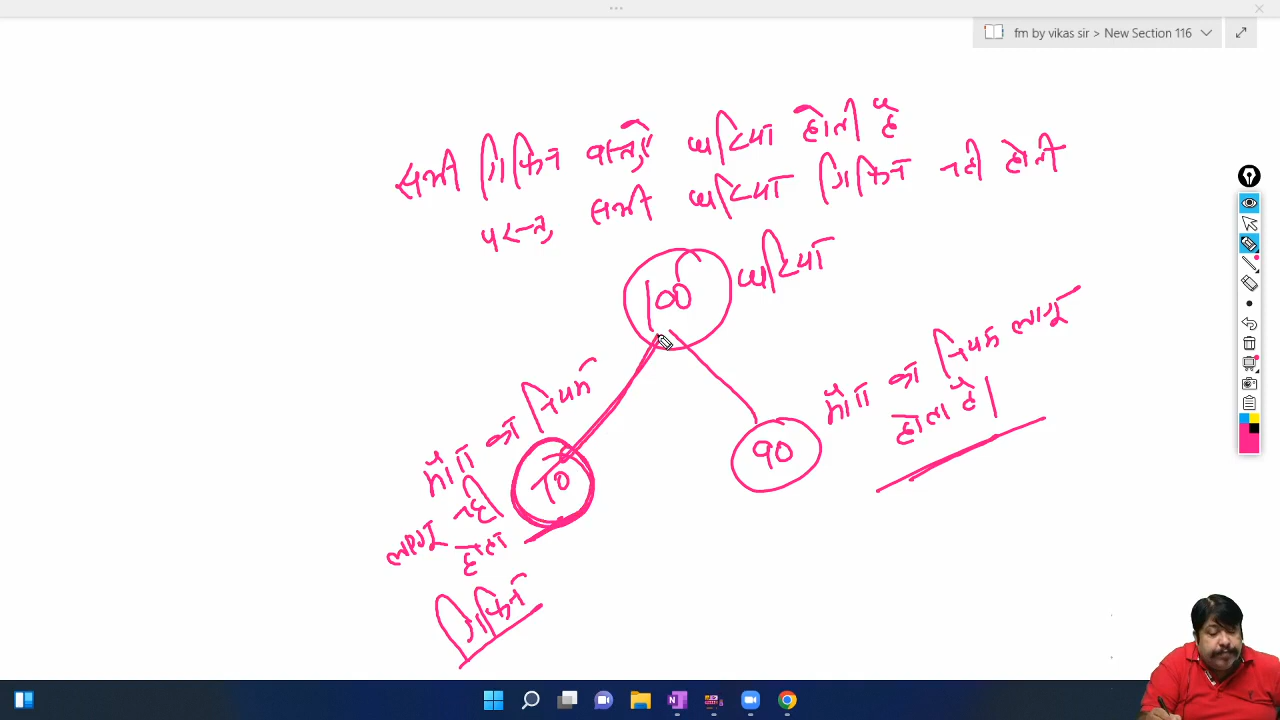 fm by vikas sir > New Section 116
सभी गिफिन वस्तुएँ घटिया होती है
परन्तु सभी घटिया गिफिन नही होती
100 घटिया
माँग का नियम
लागू नही
होता
10
गिफिन
90
माँग का नियम लागू
होता है।